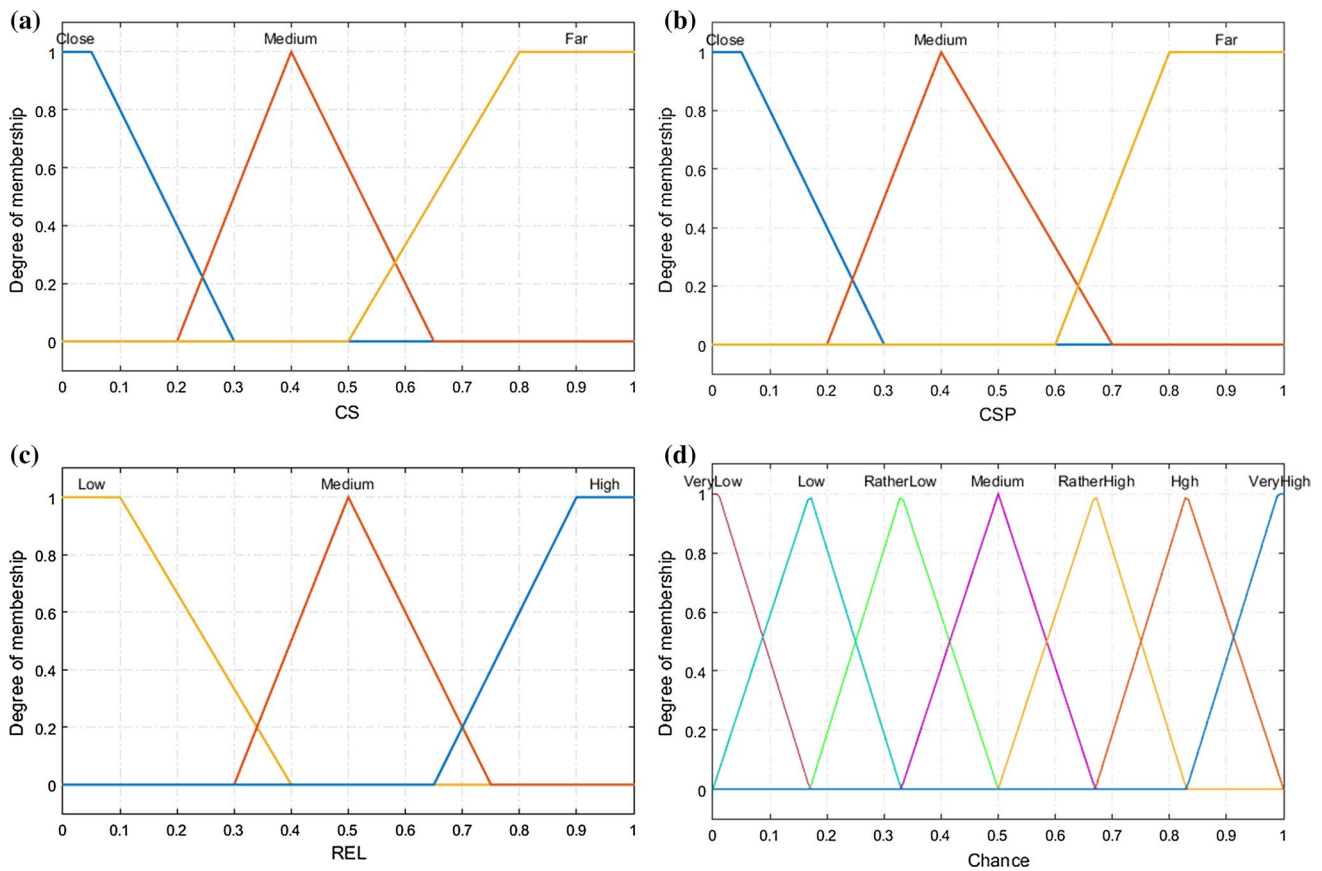 (a)
Close Medium Far
1
0.8
0.6
0.4
0.2
0
Degree of membership
0 0.1 0.2 0.3 0.4 0.5 0.6 0.7 0.8 0.9 1
CS
(b)
Close Medium Far
1
0.8
0.6
0.4
0.2
0
Degree of membership
0 0.1 0.2 0.3 0.4 0.5 0.6 0.7 0.8 0.9 1
CSP
(c)
Low Medium High
1
0.8
0.6
0.4
0.2
0
Degree of membership
0 0.1 0.2 0.3 0.4 0.5 0.6 0.7 0.8 0.9 1
REL
(d)
VeryLow Low RatherLow Medium RatherHigh Hgh VeryHigh
1
0.8
0.6
0.4
0.2
0
Degree of membership
0 0.1 0.2 0.3 0.4 0.5 0.6 0.7 0.8 0.9 1
Chance